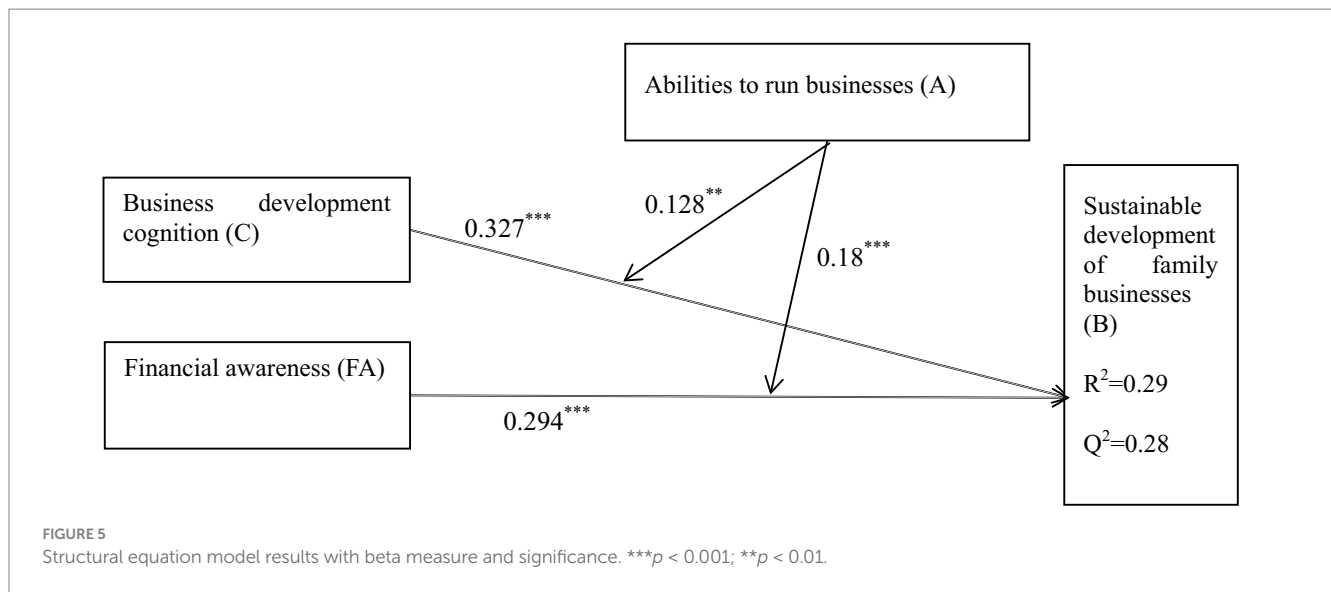 Abilities to run businesses (A)
Business development
cognition (C)
0.327***
0.128**
0.18***
Financial awareness (FA)
0.294***
Sustainable
development
of family
businesses
(B)
R²=0.29
Q²=0.28
FIGURE 5
Structural equation model results with beta measure and significance. ***p < 0.001; **p < 0.01.